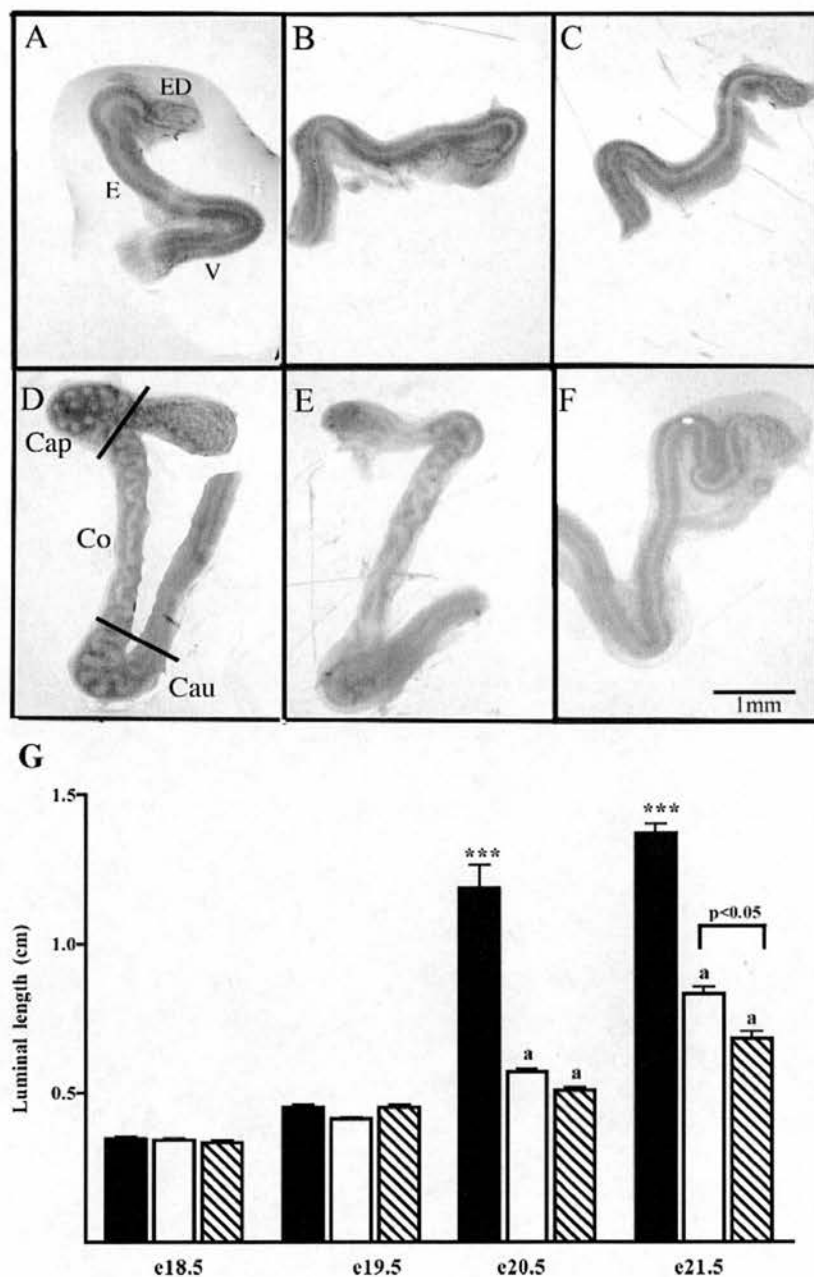 A
ED
E
V
B
C
D
Cap
Co
Cau
E
F
1mm
G
Luminal length (cm)
1.5
1.0
0.5
***
a
a
***
p<0.05
a
a
e18.5
e19.5
e20.5
e21.5